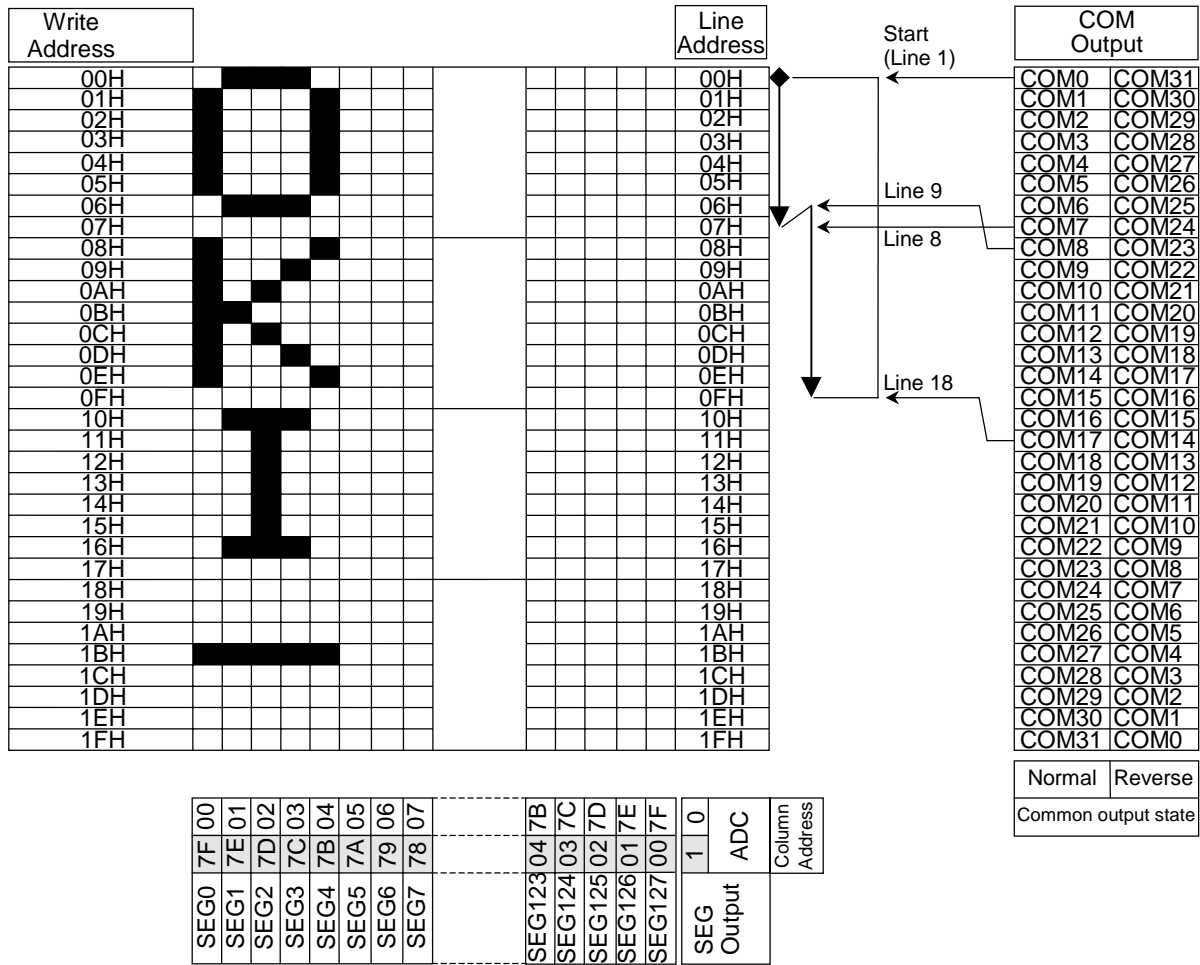 Write Address
Line Address
Start (Line 1)
COM Output
00H 00H COM0 COM31
01H 01H COM1 COM30
02H 02H COM2 COM29
03H 03H COM3 COM28
04H 04H COM4 COM27
05H 05H COM5 COM26
06H 06H Line 9 COM6 COM25
07H 07H Line 8 COM7 COM24
08H 08H COM8 COM23
09H 09H COM9 COM22
0AH 0AH COM10 COM21
0BH 0BH COM11 COM20
0CH 0CH COM12 COM19
0DH 0DH COM13 COM18
0EH 0EH COM14 COM17
0FH 0FH Line 18 COM15 COM16
10H 10H COM16 COM15
11H 11H COM17 COM14
12H 12H COM18 COM13
13H 13H COM19 COM12
14H 14H COM20 COM11
15H 15H COM21 COM10
16H 16H COM22 COM9
17H 17H COM23 COM8
18H 18H COM24 COM7
19H 19H COM25 COM6
1AH 1AH COM26 COM5
1BH 1BH COM27 COM4
1CH 1CH COM28 COM3
1DH 1DH COM29 COM2
1EH 1EH COM30 COM1
1FH 1FH COM31 COM0
OKI
Normal Reverse
Common output state
00 01 02 03 04 05 06 07 7B 7C 7D 7E 7F 0 ADC Column Address
7F 7E 7D 7C 7B 7A 79 78 04 03 02 01 00 1
SEG0 SEG1 SEG2 SEG3 SEG4 SEG5 SEG6 SEG7 SEG123 SEG124 SEG125 SEG126 SEG127 SEG Output